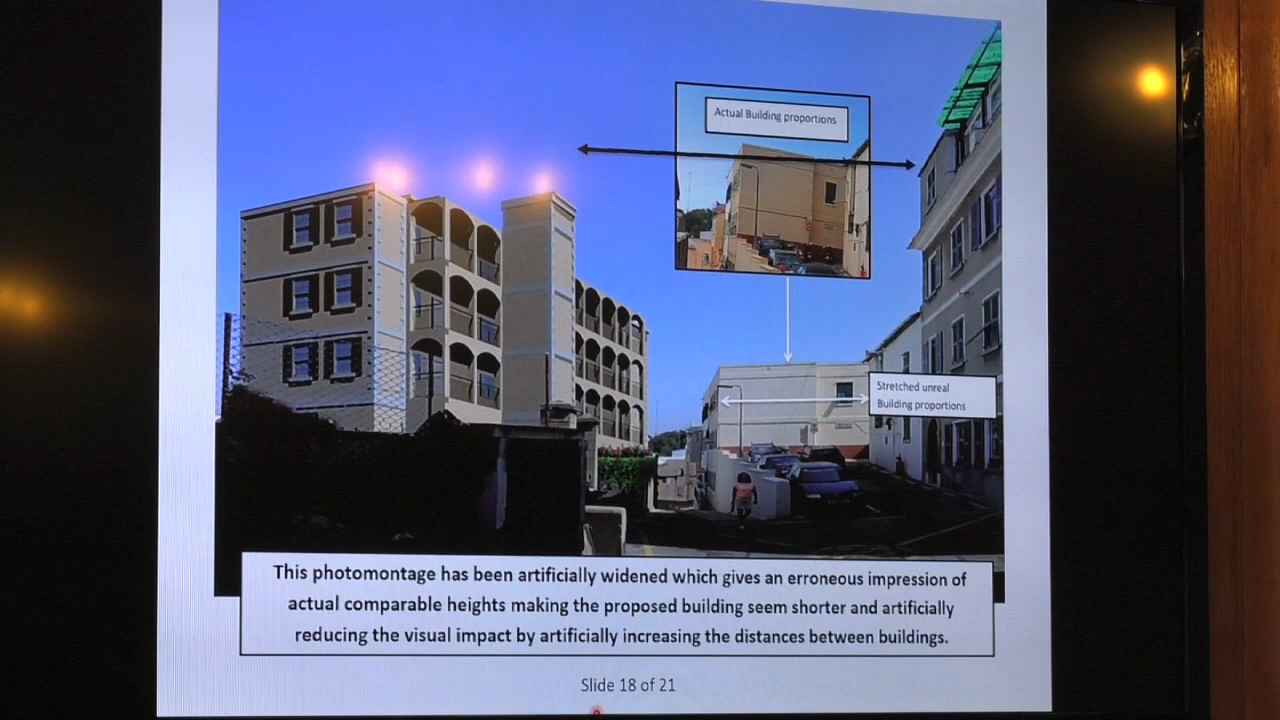 Actual Building proportions
Stretched unreal
Building proportions
This photomontage has been artificially widened which gives an erroneous impression of
actual comparable heights making the proposed building seem shorter and artificially
reducing the visual impact by artificially increasing the distances between buildings.
Slide 18 of 21